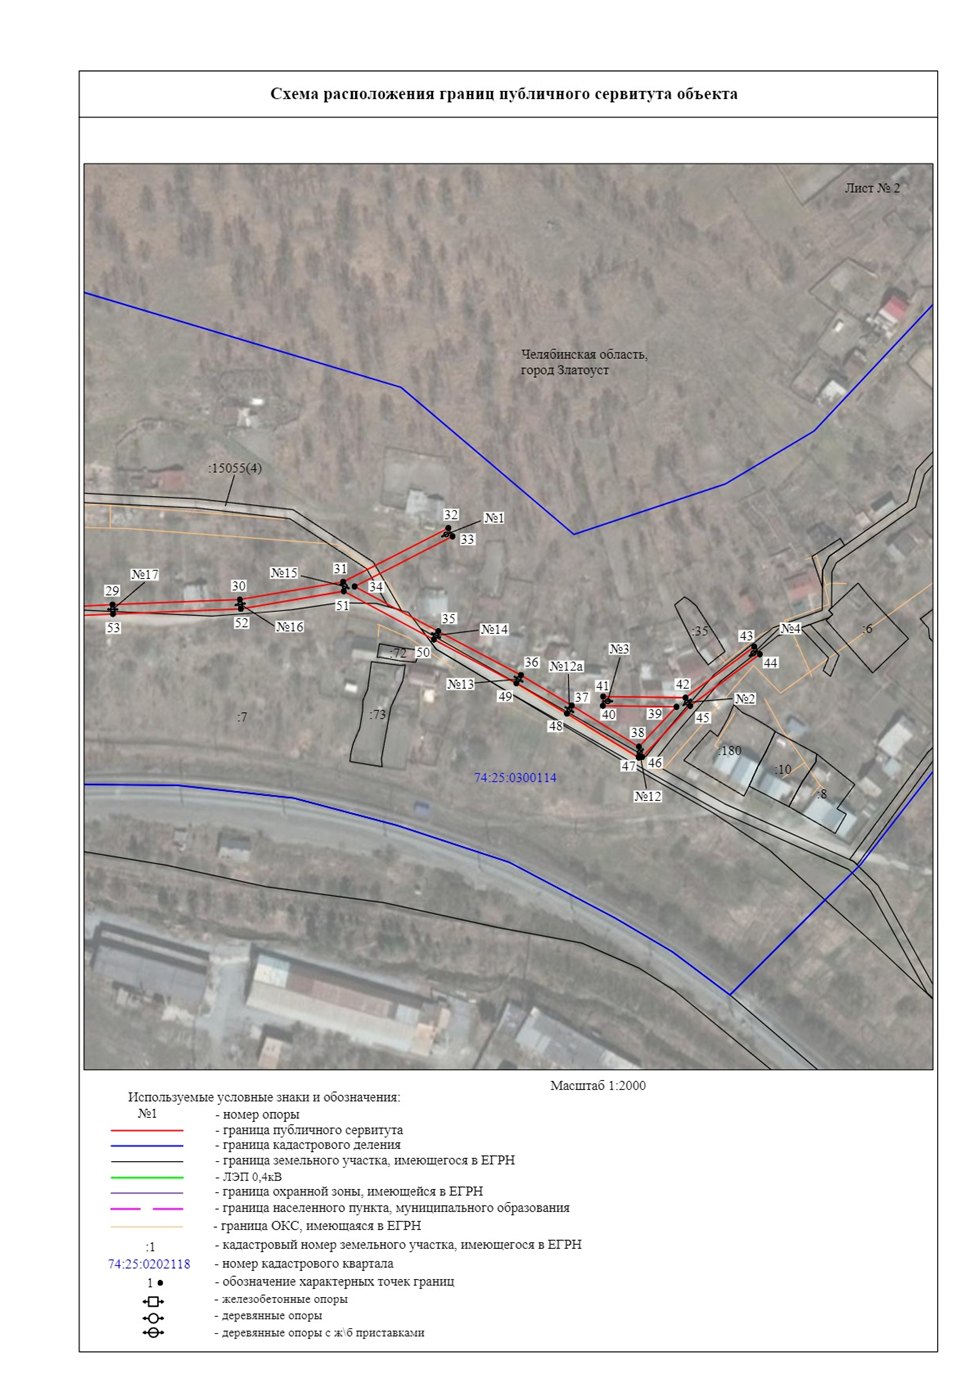 Схема расположения границ публичного сервитута объекта
Лист № 2
Челябинская область,
город Златоуст
:15055(4)
32
№1
33
№17
№15
31
34
29
30
51
53
52
№16
35
№14
50
:72
:35
43
№4
44
:6
№3
36
№12а
№13
49
41
42
№2
37
40
39
45
48
:7
:73
38
47
46
:180
:10
:8
74:25:0300114
№12
Масштаб 1:2000
Используемые условные знаки и обозначения:
№1 - номер опоры
- граница публичного сервитута
- граница кадастрового деления
- граница земельного участка, имеющегося в ЕГРН
- ЛЭП 0,4кВ
- граница охранной зоны, имеющейся в ЕГРН
- граница населенного пункта, муниципального образования
- граница ОКС, имеющаяся в ЕГРН
:1 - кадастровый номер земельного участка, имеющегося в ЕГРН
74:25:0202118 - номер кадастрового квартала
1 - обозначение характерных точек границ
- железобетонные опоры
- деревянные опоры
- деревянные опоры с ж\б приставками